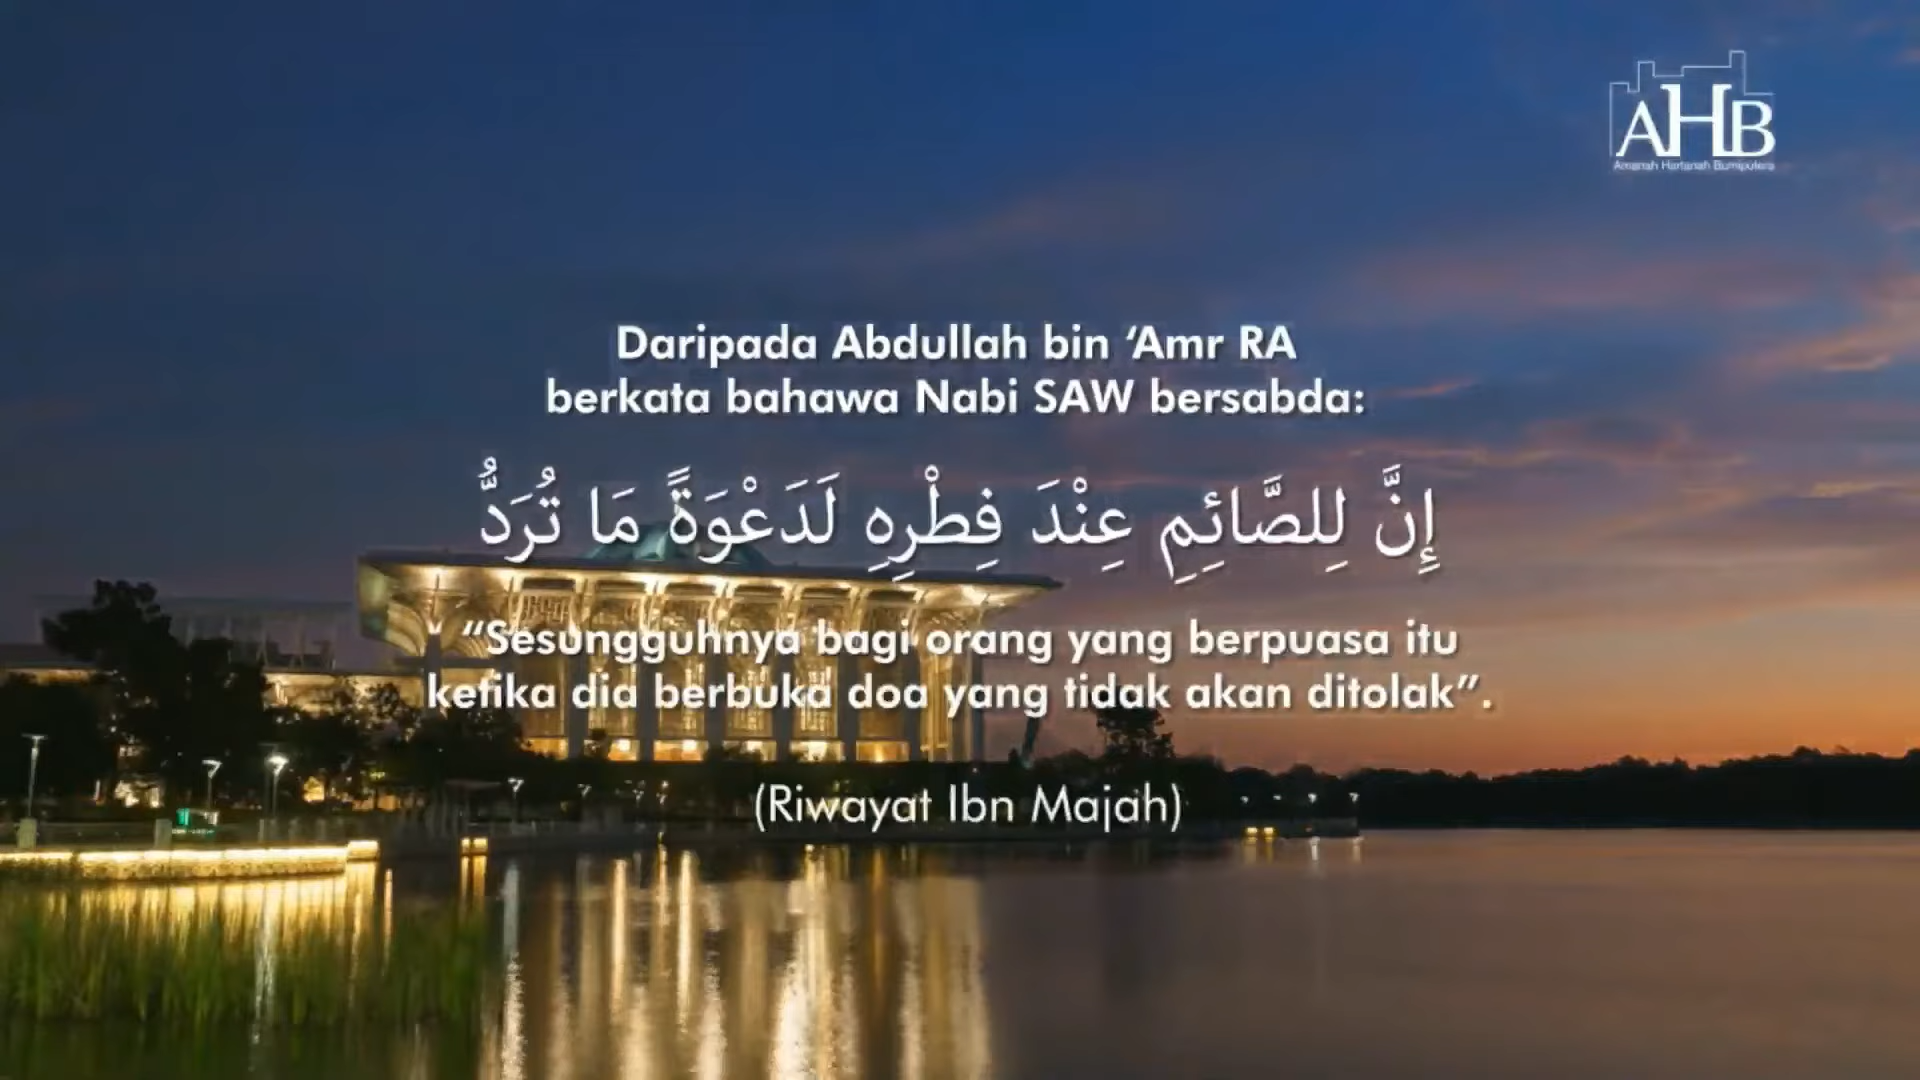 AHB
Amanah Hartanah Bumiputera
Daripada Abdullah bin ‘Amr RA
berkata bahawa Nabi SAW bersabda:
إِنَّ لِلصَّائِمِ عِنْدَ فِطْرِهِ لَدَعْوَةً مَا تُرَدُّ
“Sesungguhnya bagi orang yang berpuasa itu
ketika dia berbuka doa yang tidak akan ditolak”.
(Riwayat Ibn Majah)